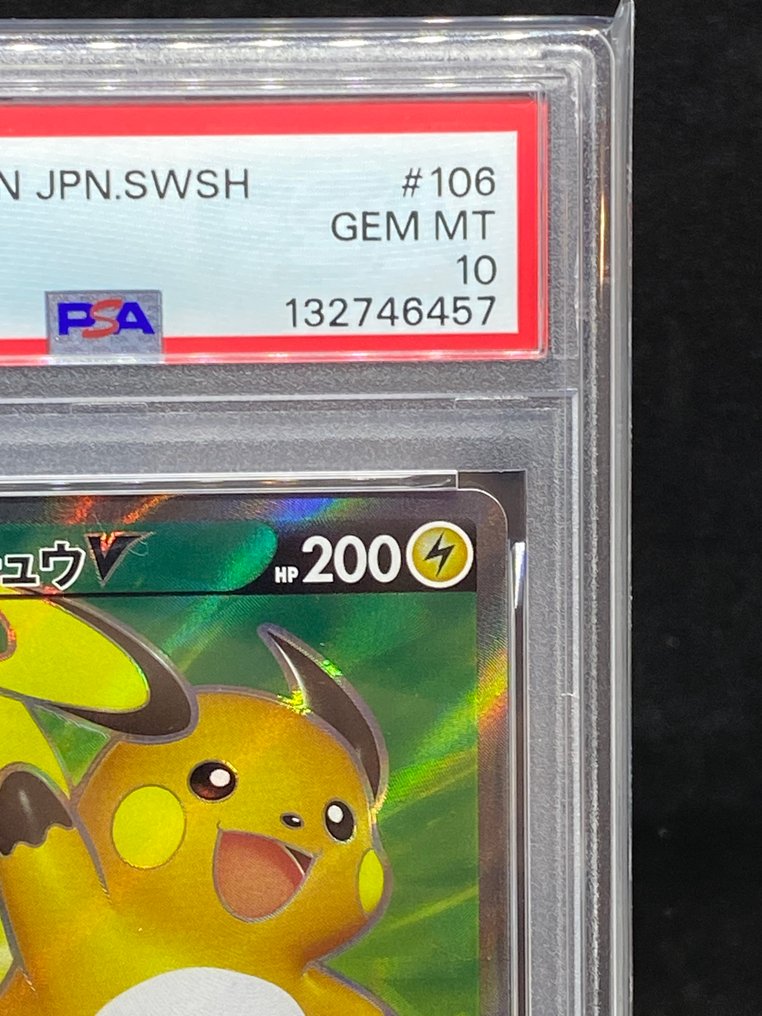 N JPN.SWSH #106
GEM MT
10
PSA 132746457
ュウV HP 200